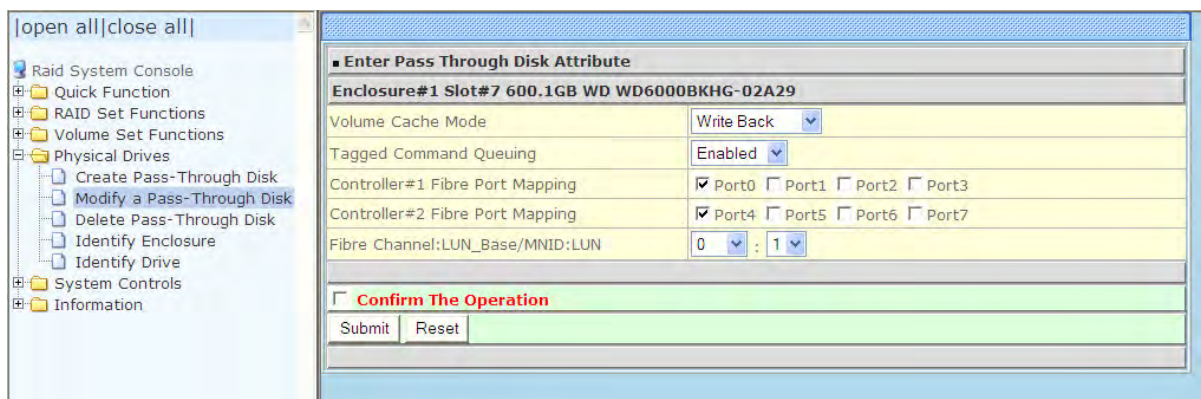 |open all|close all|
Raid System Console
Quick Function
RAID Set Functions
Volume Set Functions
Physical Drives
Create Pass-Through Disk
Modify a Pass-Through Disk
Delete Pass-Through Disk
Identify Enclosure
Identify Drive
System Controls
Information
Enter Pass Through Disk Attribute
Enclosure#1 Slot#7 600.1GB WD WD6000BKHG-02A29
Volume Cache Mode Write Back
Tagged Command Queuing Enabled
Controller#1 Fibre Port Mapping Port0 Port1 Port2 Port3
Controller#2 Fibre Port Mapping Port4 Port5 Port6 Port7
Fibre Channel:LUN_Base/MNID:LUN 0 : 1
Confirm The Operation
Submit Reset